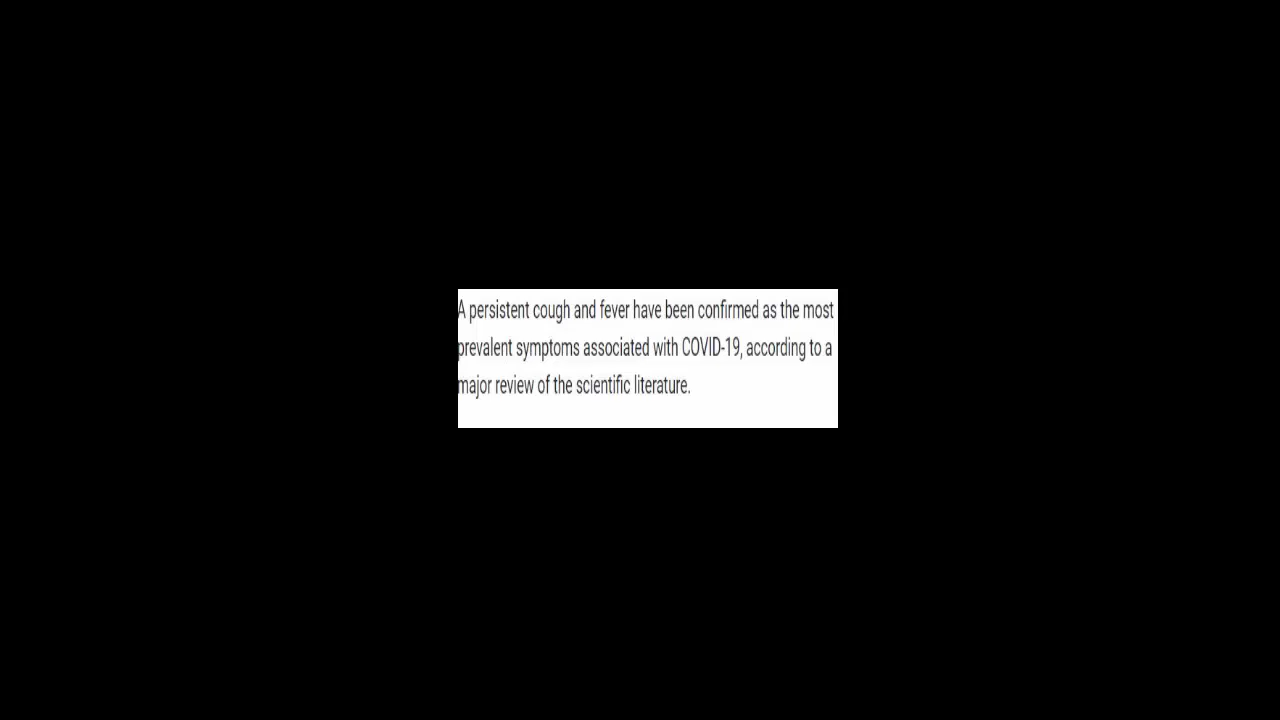 A persistent cough and fever have been confirmed as the most
prevalent symptoms associated with COVID-19, according to a
major review of the scientific literature.